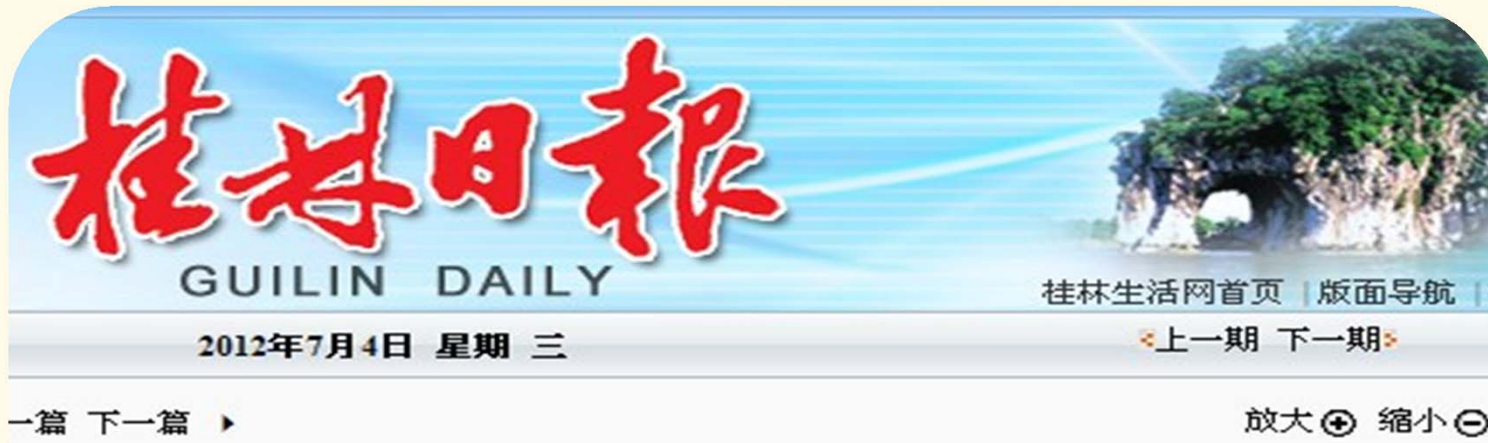 桂林日報
GUILIN DAILY
桂林生活网首页 | 版面导航 |
2012年7月4日 星期 三
上一期 下一期
一篇 下一篇
放大 缩小